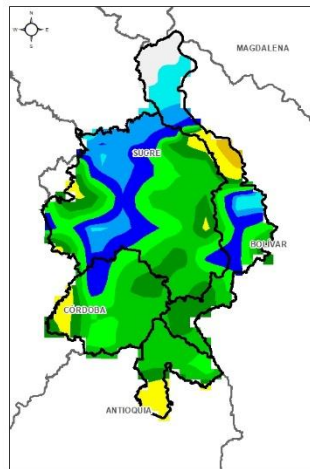 N
W
E
S
MAGDALENA
SUCRE
BOLIVAR
CORDOBA
ANTIOQUIA